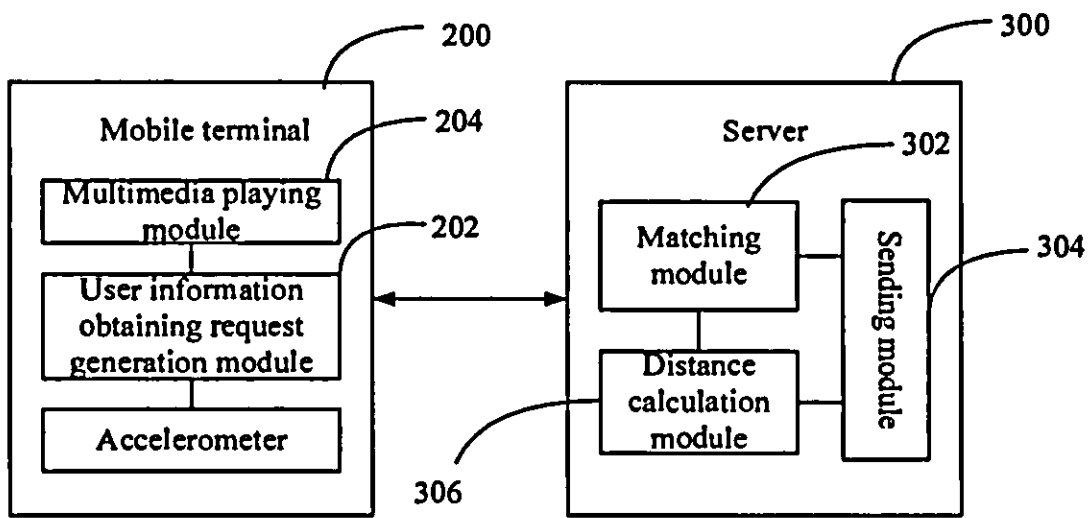 200
300
Mobile terminal
204
Server
302
Multimedia playing
module
202
Matching
module
Sending module
304
User information
obtaining request
generation module
Distance
calculation
module
Accelerometer
306